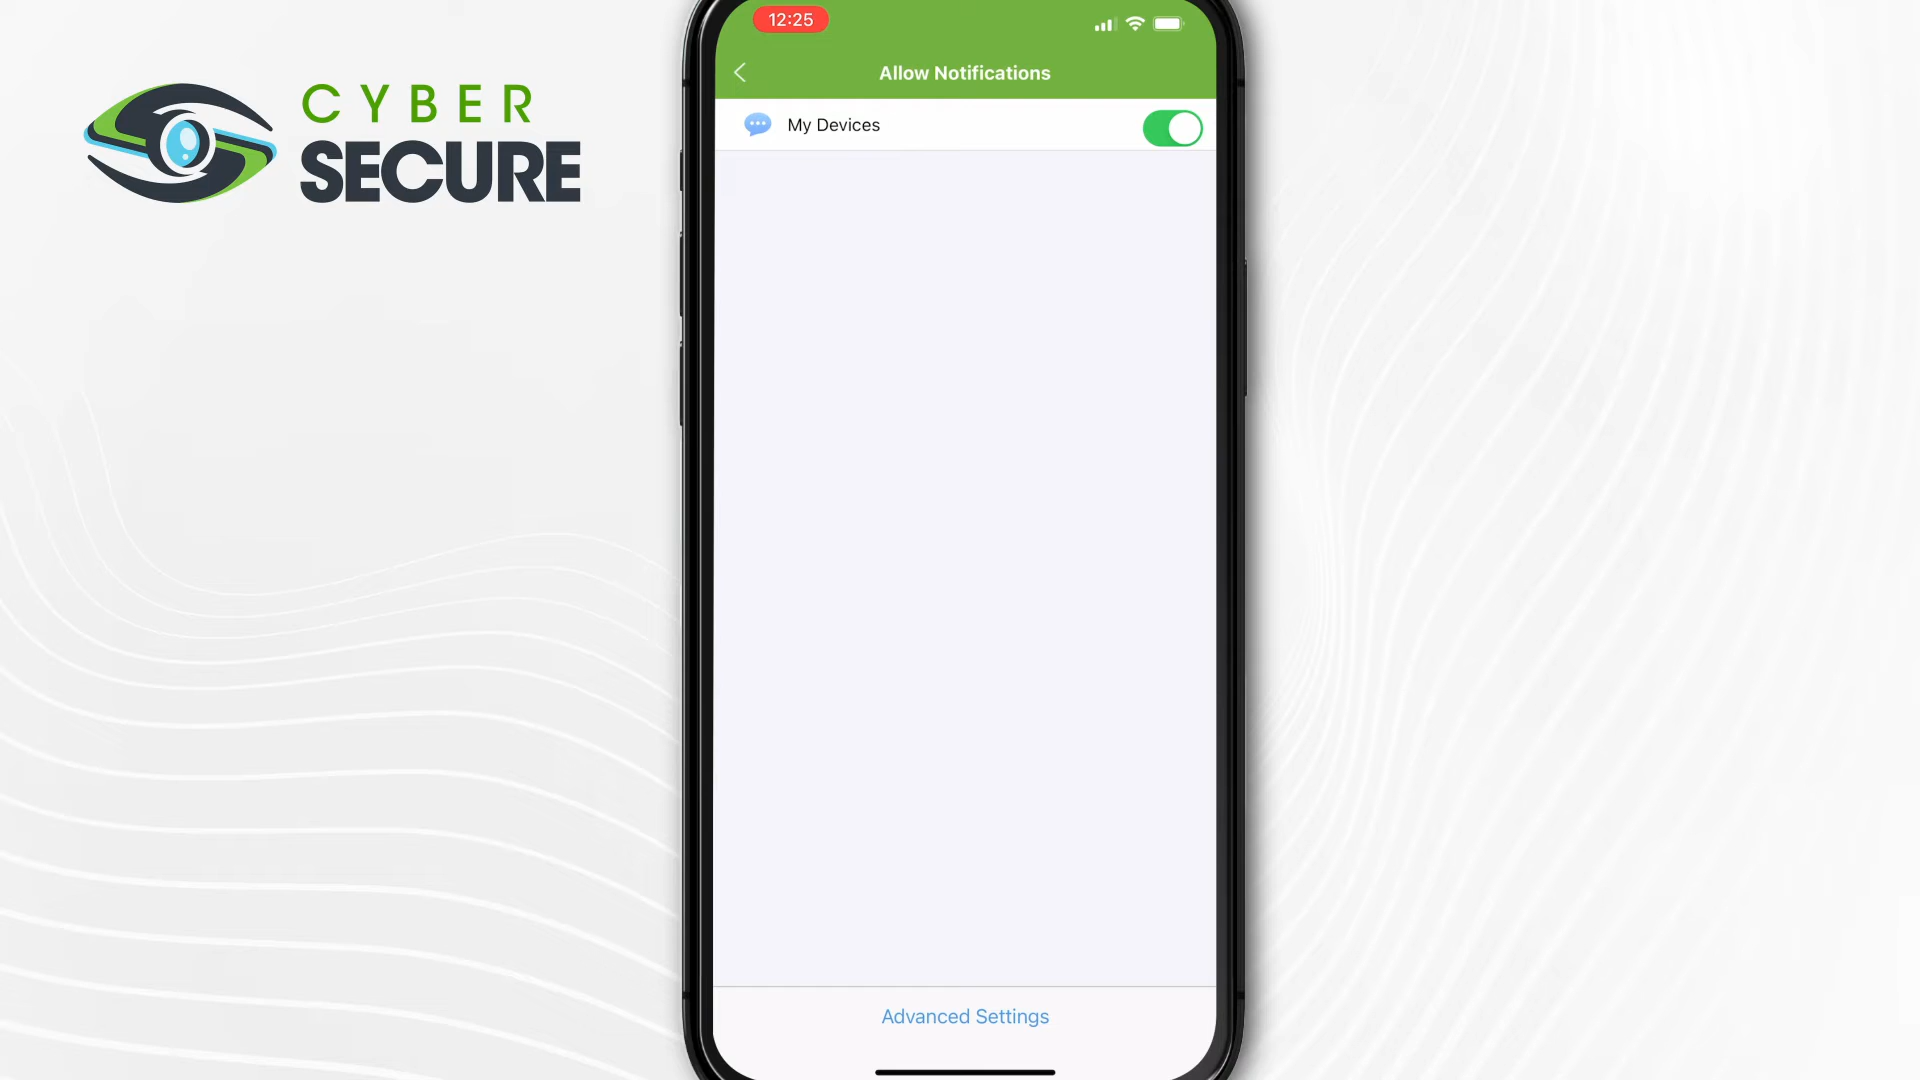 CYBER
SECURE
12:25
Allow Notifications
My Devices
Advanced Settings